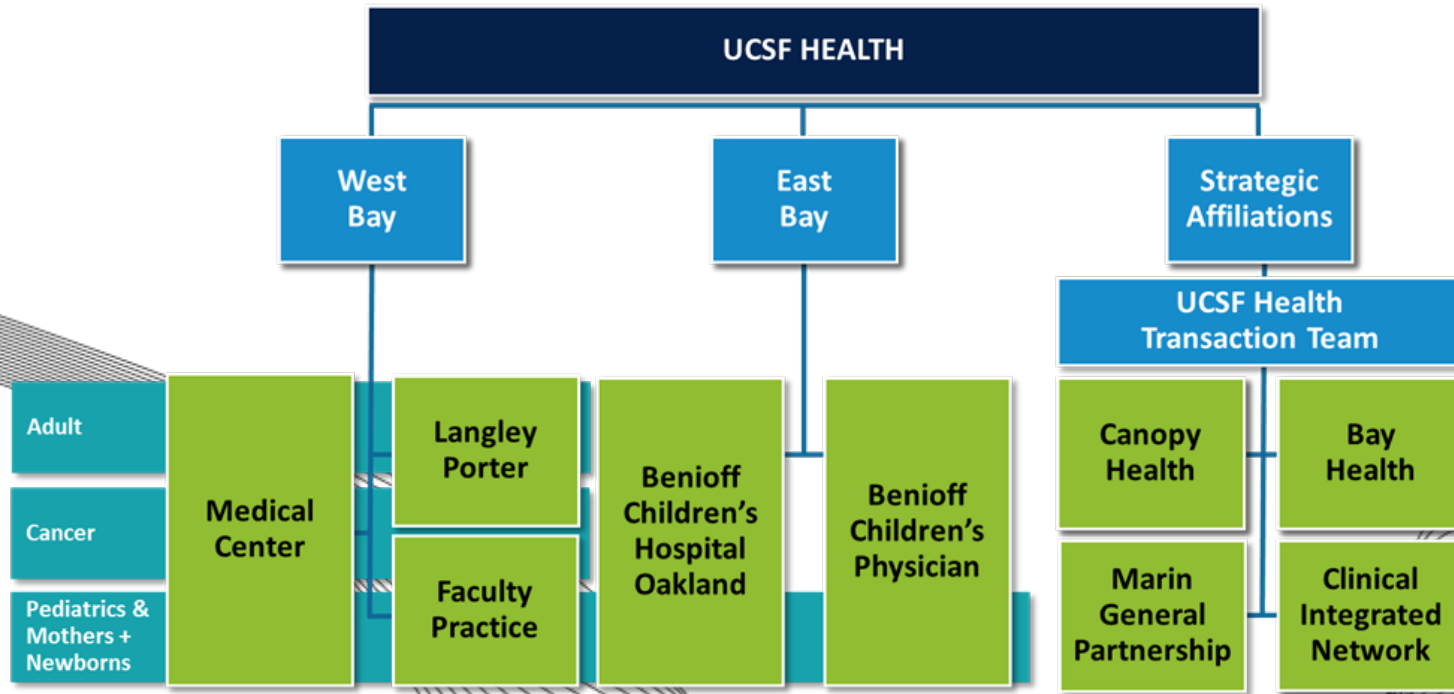 UCSF HEALTH
West
Bay
East
Bay
Strategic
Affiliations
UCSF Health
Transaction Team
Adult
Cancer
Pediatrics &
Mothers +
Newborns
Medical
Center
Langley
Porter
Faculty
Practice
Benioff
Children’s
Hospital
Oakland
Benioff
Children’s
Physician
Canopy
Health
Bay
Health
Marin
General
Partnership
Clinical
Integrated
Network